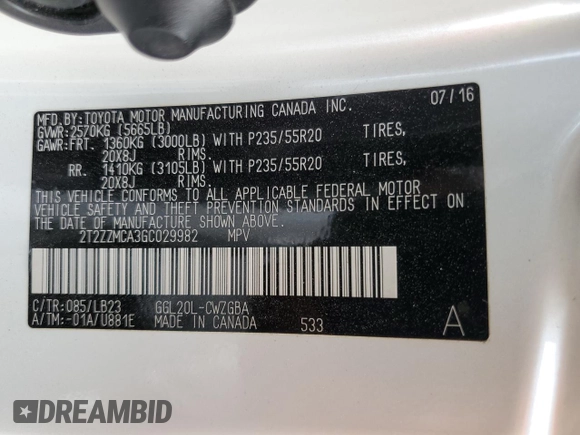 MFD.BY:TOYOTA MOTOR MANUFACTURING CANADA INC. 07/16
GVWR:2570KG (5665LB)
GAWR:FRT. 1360KG (3000LB) WITH P235/55R20 TIRES,
20X8J RIMS.
RR. 1410KG (3105LB) WITH P235/55R20 TIRES,
20X8J RIMS.
THIS VEHICLE CONFORMS TO ALL APPLICABLE FEDERAL MOTOR
VEHICLE SAFETY AND THEFT PREVENTION STANDARDS IN EFFECT ON
THE DATE OF MANUFACTURE SHOWN ABOVE.
2T2ZZMCA3GC029982 MPV
C/TR:085/LB23 GGL20L-CWZGBA
A/TM:-01A/U881E MADE IN CANADA 533 A
DREAMBID